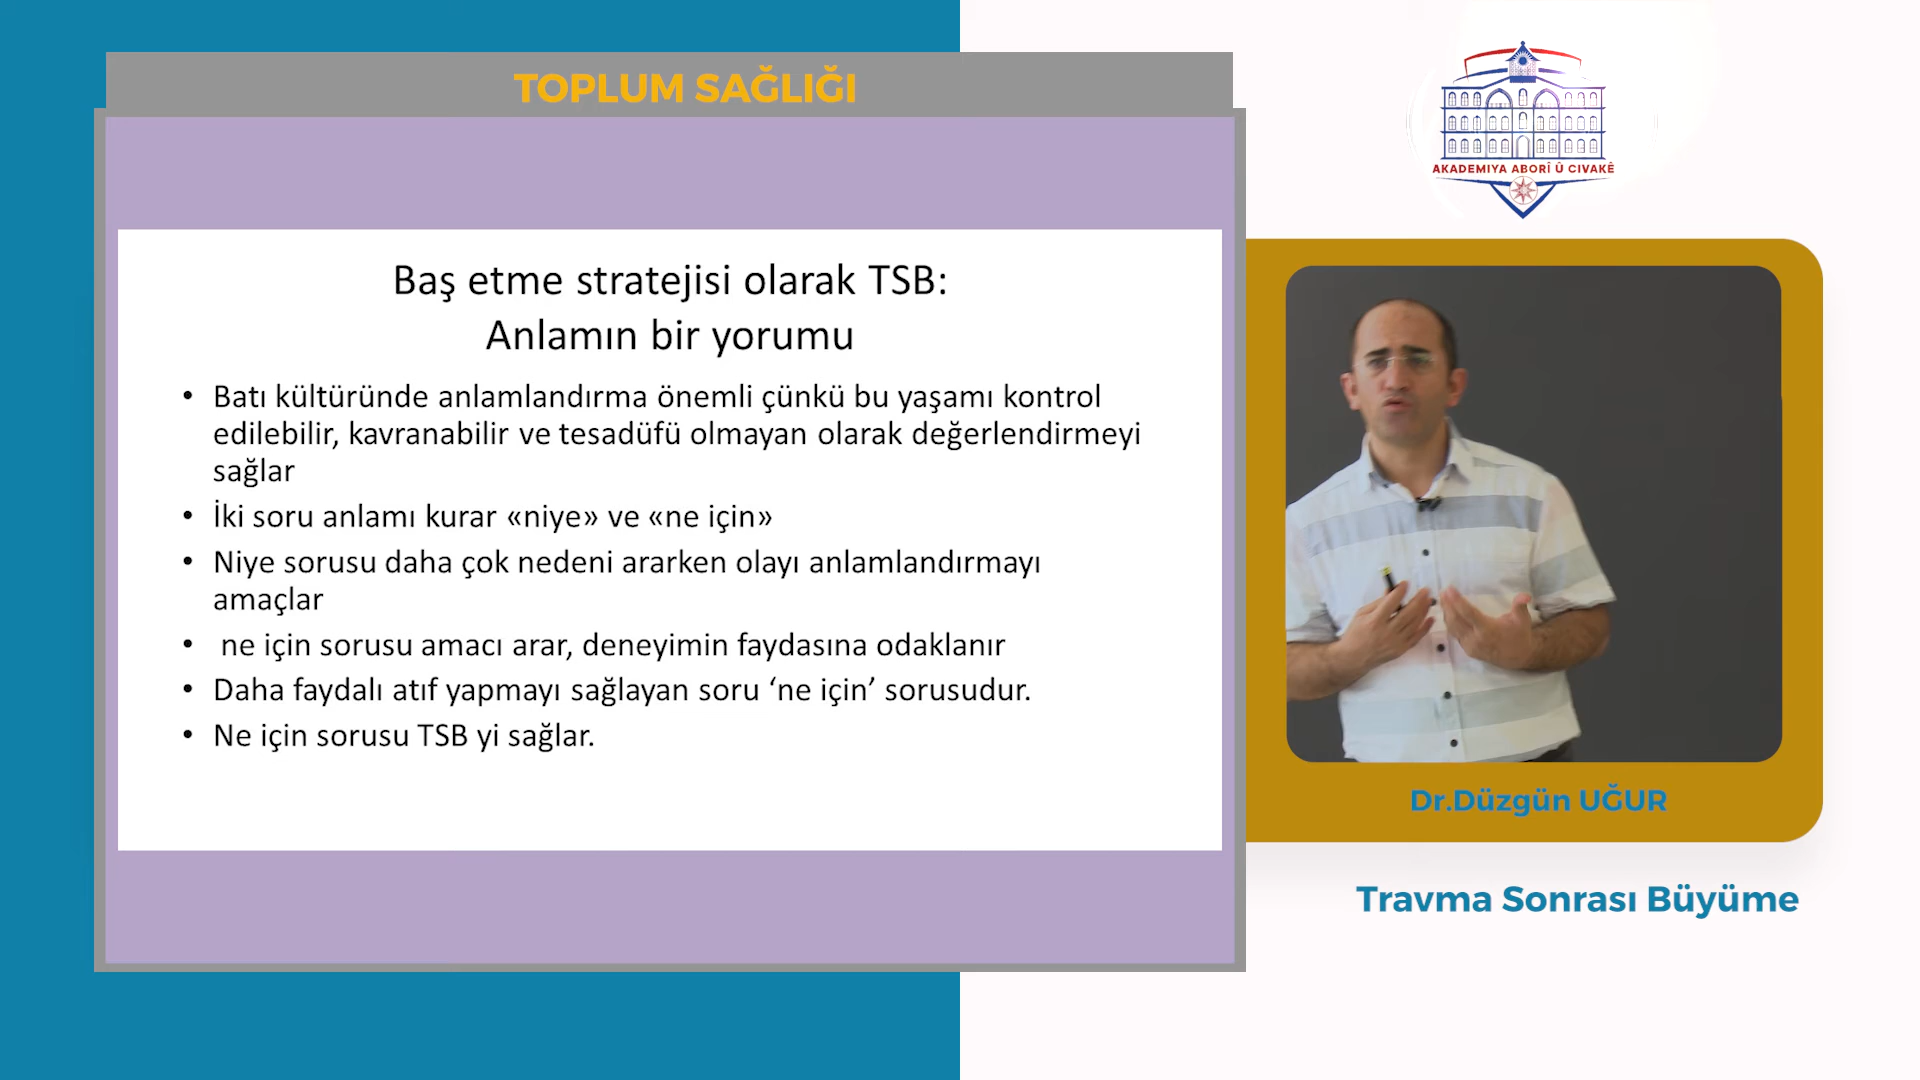 TOPLUM SAĞLIĞI
Baş etme stratejisi olarak TSB:
Anlamın bir yorumu
• Batı kültüründe anlamlandırma önemli çünkü bu yaşamı kontrol
edilebilir, kavranabilir ve tesadüfü olmayan olarak değerlendirmeyi
sağlar
• İki soru anlamı kurar «niye» ve «ne için»
• Niye sorusu daha çok nedeni ararken olayı anlamlandırmayı
amaçlar
• ne için sorusu amacı arar, deneyimin faydasına odaklanır
• Daha faydalı atıf yapmayı sağlayan soru ‘ne için’ sorusudur.
• Ne için sorusu TSB yi sağlar.
AKADEMIYA ABORÎ Û CIVAKÊ
Dr.Düzgün UĞUR
Travma Sonrası Büyüme